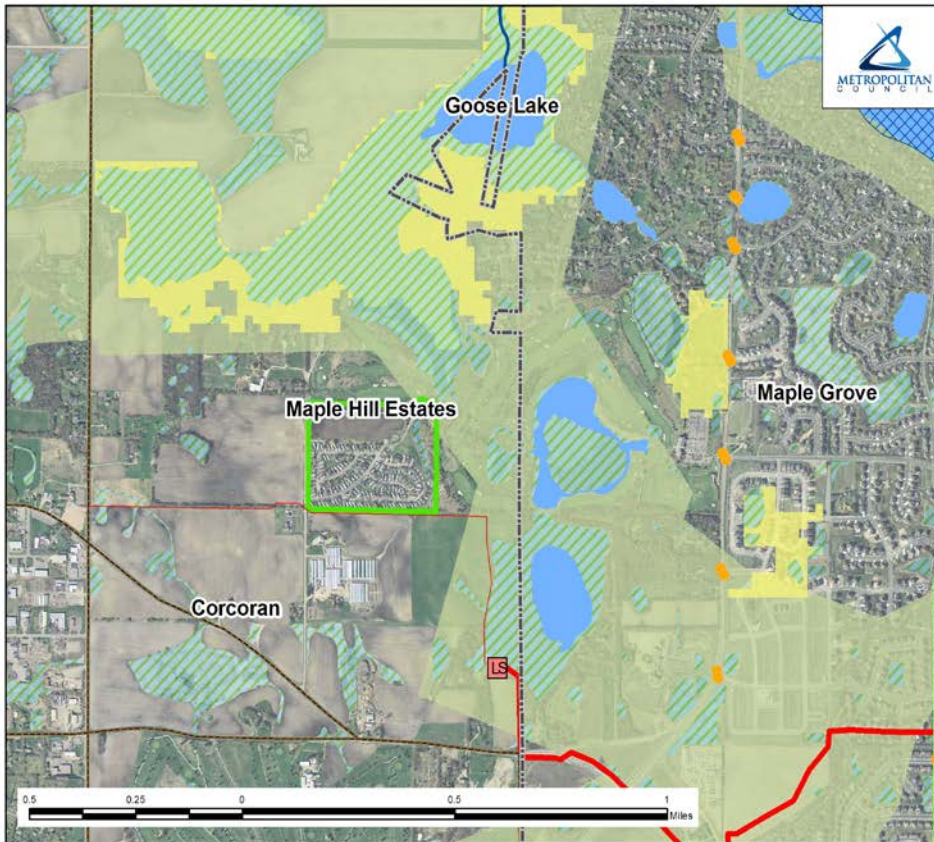 METROPOLITAN
COUNCIL
Goose Lake
Maple Hill Estates
Maple Grove
Corcoran
LS
0.5 0.25 0 0.5 1
Miles